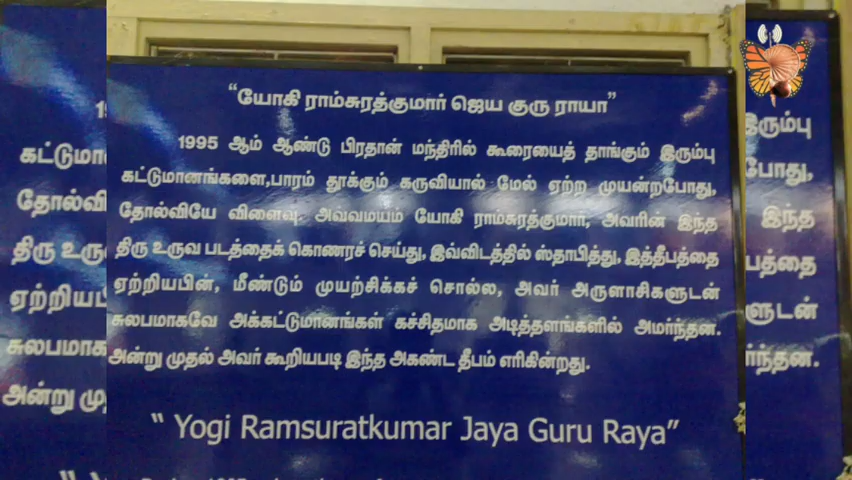 “யோகி ராம்சுரத்குமார் ஜெய குரு ராயா”
1995 ஆம் ஆண்டு பிரதான் மந்திரில் கூரையைத் தாங்கும் இரும்பு
கட்டுமானங்களை,பாரம் தூக்கும் கருவியால் மேல் ஏற்ற முயன்றபோது,
தோல்வியே விளைவு. அவ்வமயம் யோகி ராம்சுரத்குமார், அவரின் இந்த
திரு உருவ படத்தைக் கொணரச் செய்து, இவ்விடத்தில் ஸ்தாபித்து, இத்தீபத்தை
ஏற்றியபின், மீண்டும் முயற்சிக்கச் சொல்ல, அவர் அருளாசிகளுடன்
சுலபமாகவே அக்கட்டுமானங்கள் கச்சிதமாக அடித்தளங்களில் அமர்ந்தன.
அன்று முதல் அவர் கூறியபடி இந்த அகண்ட தீபம் எரிகின்றது.
“ Yogi Ramsuratkumar Jaya Guru Raya”